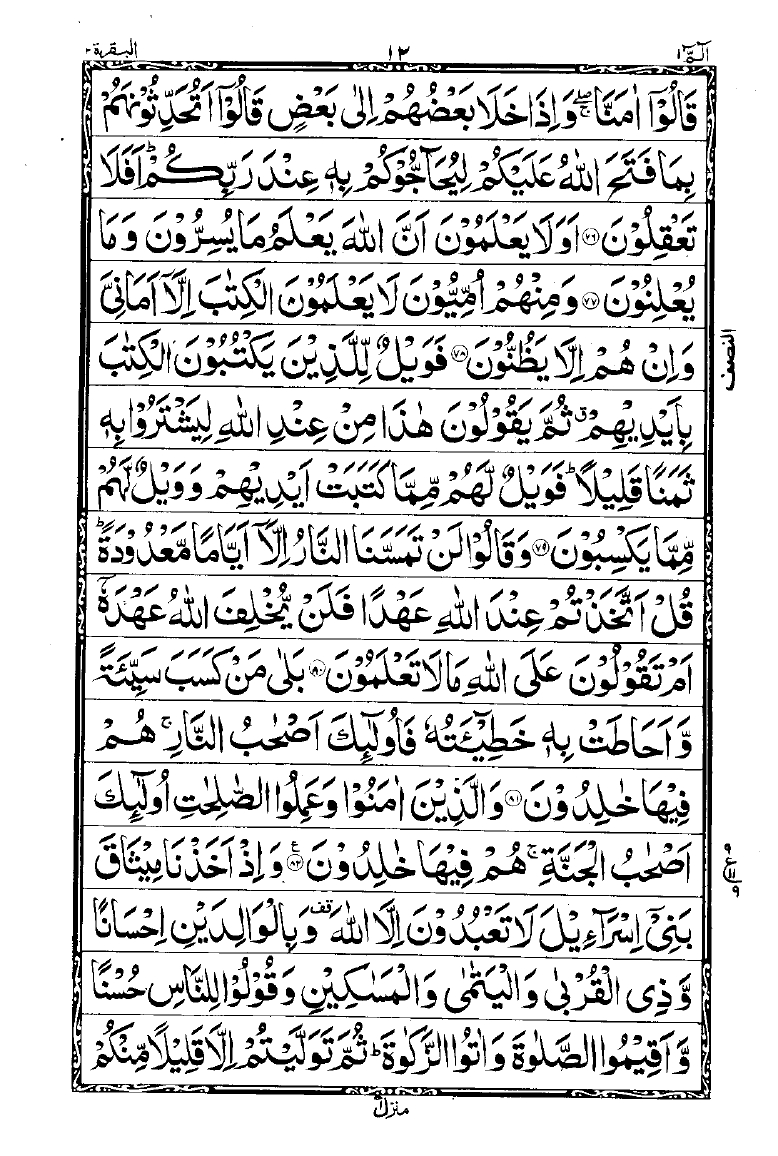 الٓمّٓ ١
١٢
البقرة ٢
قَالُوْۤا اٰمَنَّا ۖۚ وَاِذَا خَلَا بَعْضُهُمْ اِلٰى بَعْضٍ قَالُوْۤا اَتُحَدِّثُوْنَهُمْ
بِمَا فَتَحَ اللّٰهُ عَلَيْكُمْ لِيُحَآجُّوْكُمْ بِهٖ عِنْدَ رَبِّكُمْ ؕ اَفَلَا
تَعْقِلُوْنَ ﴿۷۶﴾ اَوَلَا يَعْلَمُوْنَ اَنَّ اللّٰهَ يَعْلَمُ مَا يُسِرُّوْنَ وَمَا
يُعْلِنُوْنَ ﴿۷۷﴾ وَمِنْهُمْ اُمِّيُّوْنَ لَا يَعْلَمُوْنَ الْكِتٰبَ اِلَّاۤ اَمَانِىَّ
وَاِنْ هُمْ اِلَّا يَظُنُّوْنَ ﴿۷۸﴾ فَوَيْلٌ لِّلَّذِيْنَ يَكْتُبُوْنَ الْكِتٰبَ
النصف
بِاَيْدِيْهِمْ ۗ ثُمَّ يَقُوْلُوْنَ هٰذَا مِنْ عِنْدِ اللّٰهِ لِيَشْتَرُوْا بِهٖ
ثَمَنًا قَلِيْلًا ؕ فَوَيْلٌ لَّهُمْ مِّمَّا كَتَبَتْ اَيْدِيْهِمْ وَوَيْلٌ لَّهُمْ
مِّمَّا يَكْسِبُوْنَ ﴿۷۹﴾ وَقَالُوْا لَنْ تَمَسَّنَا النَّارُ اِلَّاۤ اَيَّامًا مَّعْدُوْدَةً ؕ
قُلْ اَتَّخَذْتُمْ عِنْدَ اللّٰهِ عَهْدًا فَلَنْ يُّخْلِفَ اللّٰهُ عَهْدَهٗۤ
اَمْ تَقُوْلُوْنَ عَلَى اللّٰهِ مَا لَا تَعْلَمُوْنَ ﴿۸۰﴾ بَلٰى مَنْ كَسَبَ سَيِّئَةً
وَّاَحَاطَتْ بِهٖ خَطِيْٓئَتُهٗ فَاُولٰٓئِكَ اَصْحٰبُ النَّارِ ۚ هُمْ
فِيْهَا خٰلِدُوْنَ ﴿۸۱﴾ وَالَّذِيْنَ اٰمَنُوْا وَعَمِلُوا الصّٰلِحٰتِ اُولٰٓئِكَ
اَصْحٰبُ الْجَنَّةِ ۚ هُمْ فِيْهَا خٰلِدُوْنَ ﴿۸۲﴾ وَاِذْ اَخَذْنَا مِيْثَاقَ
بَنِىْٓ اِسْرَآءِيْلَ لَا تَعْبُدُوْنَ اِلَّا اللّٰهَ قف وَبِالْوَالِدَيْنِ اِحْسَانًا
وَّذِى الْقُرْبٰى وَالْيَتٰمٰى وَالْمَسٰكِيْنِ وَقُوْلُوْا لِلنَّاسِ حُسْنًا
وَّاَقِيْمُوا الصَّلٰوةَ وَاٰتُوا الزَّكٰوةَ ؕ ثُمَّ تَوَلَّيْتُمْ اِلَّا قَلِيْلًا مِّنْكُمْ
منزل ١